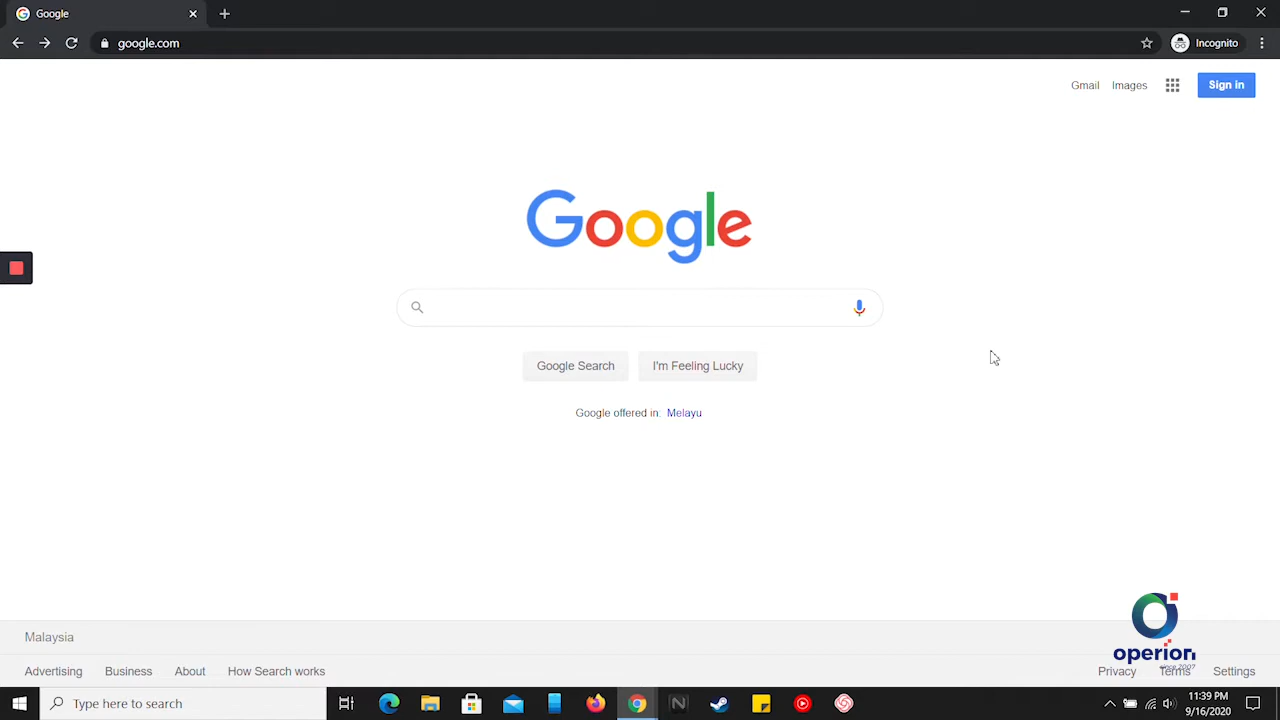 Google
google.com
Incognito
Gmail Images Sign in
Google
Google Search I'm Feeling Lucky
Google offered in: Melayu
Malaysia
operion
since 2007
Advertising Business About How Search works Privacy Terms Settings
Type here to search
11:39 PM
9/16/2020